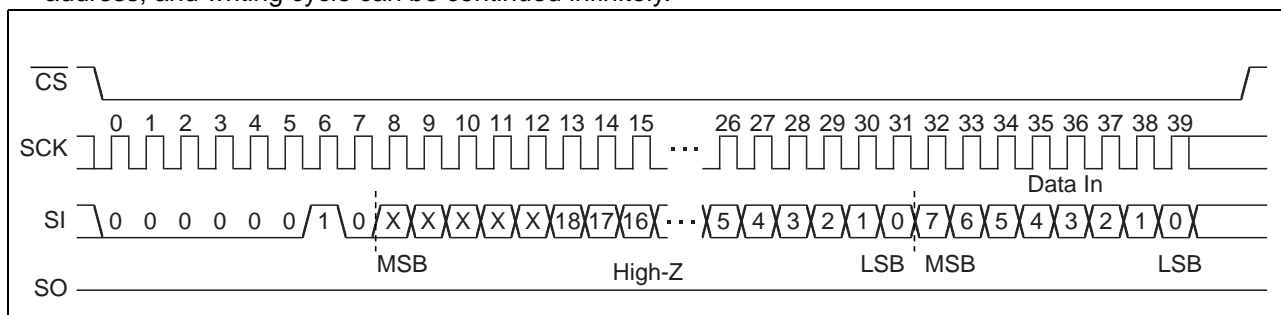 address, and writing cycle can be continued infinitely.
CS
0 1 2 3 4 5 6 7 8 9 10 11 12 13 14 15 26 27 28 29 30 31 32 33 34 35 36 37 38 39
SCK ···
Data In
SI 0 0 0 0 0 0 1 0 X X X X X 18 17 16 ··· 5 4 3 2 1 0 7 6 5 4 3 2 1 0
MSB High-Z LSB MSB LSB
SO